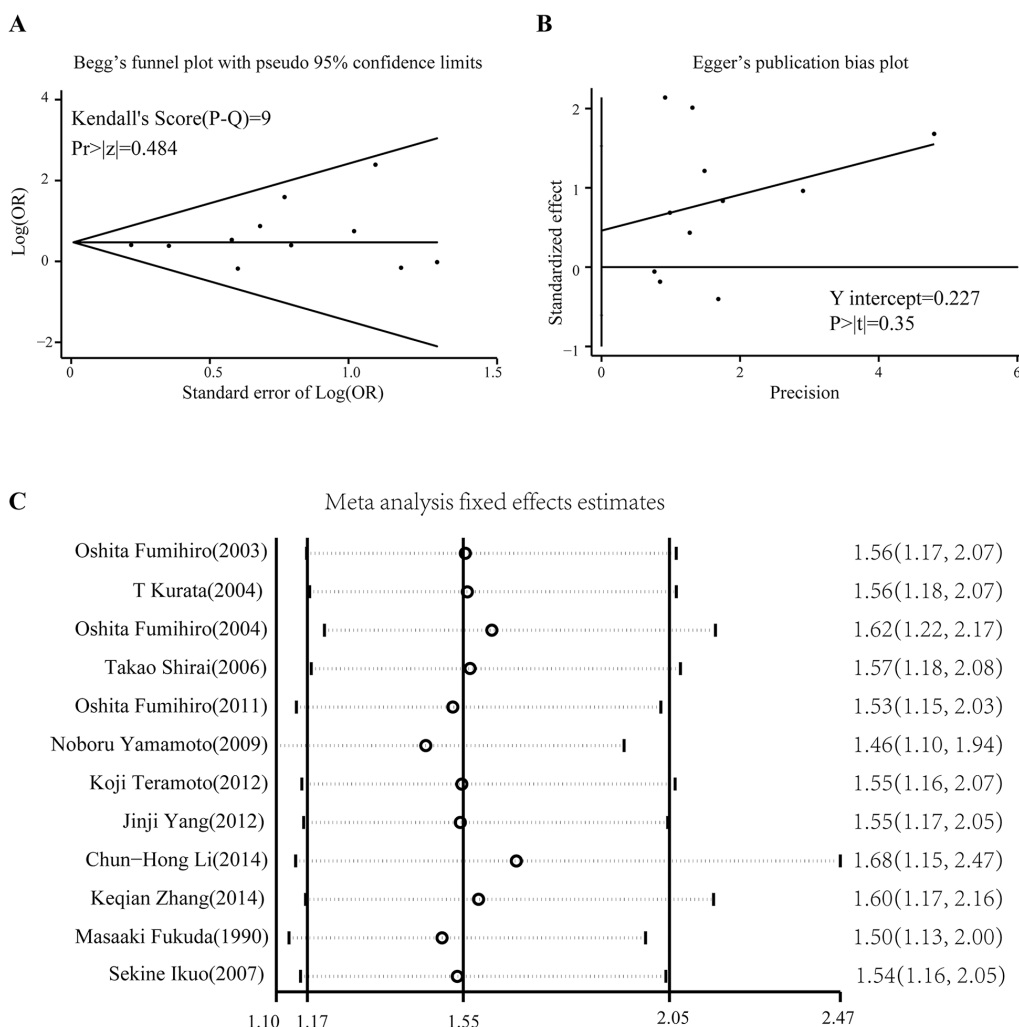 A
Begg's funnel plot with pseudo 95% confidence limits
4
2
0
−2
Log(OR)
Kendall's Score(P-Q)=9
Pr>|z|=0.484
0
0.5
1.0
1.5
Standard error of Log(OR)
B
Egger's publication bias plot
2
1
0
−1
Standardized effect
Y intercept=0.227
P>|t|=0.35
0
2
4
6
Precision
C
Meta analysis fixed effects estimates
Oshita Fumihiro(2003) 1.56(1.17, 2.07)
T Kurata(2004) 1.56(1.18, 2.07)
Oshita Fumihiro(2004) 1.62(1.22, 2.17)
Takao Shirai(2006) 1.57(1.18, 2.08)
Oshita Fumihiro(2011) 1.53(1.15, 2.03)
Noboru Yamamoto(2009) 1.46(1.10, 1.94)
Koji Teramoto(2012) 1.55(1.16, 2.07)
Jinji Yang(2012) 1.55(1.17, 2.05)
Chun−Hong Li(2014) 1.68(1.15, 2.47)
Keqian Zhang(2014) 1.60(1.17, 2.16)
Masaaki Fukuda(1990) 1.50(1.13, 2.00)
Sekine Ikuo(2007) 1.54(1.16, 2.05)
1.10 1.17 1.55 2.05 2.47